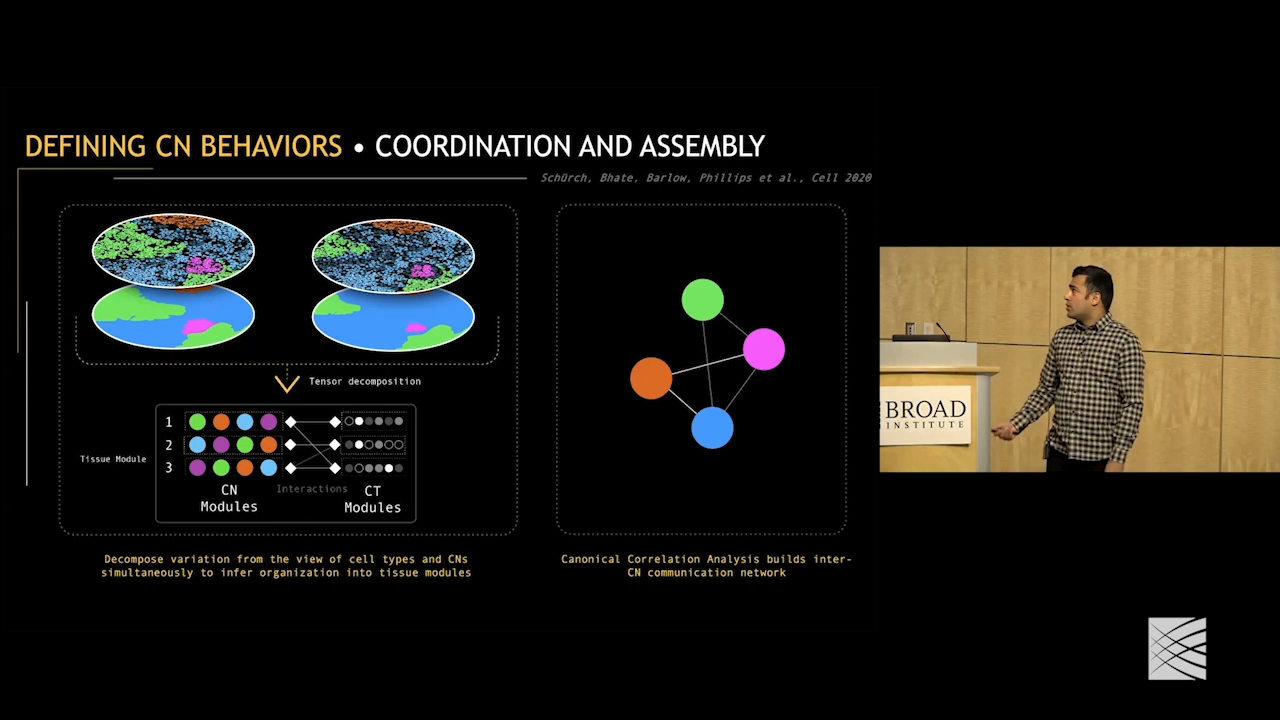 DEFINING CN BEHAVIORS • COORDINATION AND ASSEMBLY
Schürch, Bhate, Barlow, Phillips et al., Cell 2020
Tensor decomposition
1
2
3
Tissue Module
CN
Modules
Interactions
CT
Modules
Decompose variation from the view of cell types and CNs
simultaneously to infer organization into tissue modules
Canonical Correlation Analysis builds inter-
CN communication network
BROAD
INSTITUTE